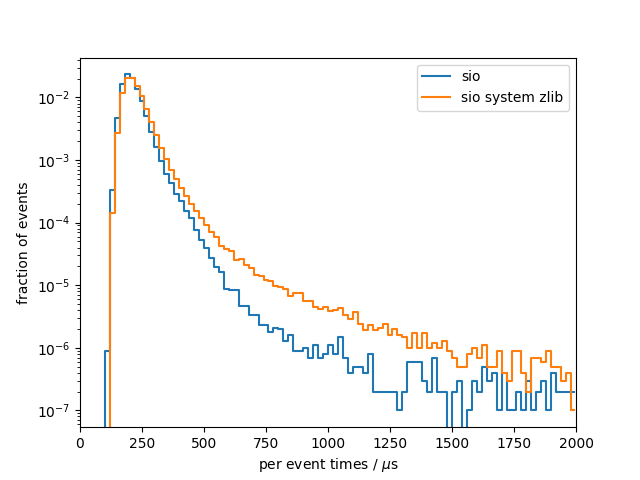 sio
sio system zlib
fraction of events
10⁻²
10⁻³
10⁻⁴
10⁻⁵
10⁻⁶
10⁻⁷
0 250 500 750 1000 1250 1500 1750 2000
per event times / μs